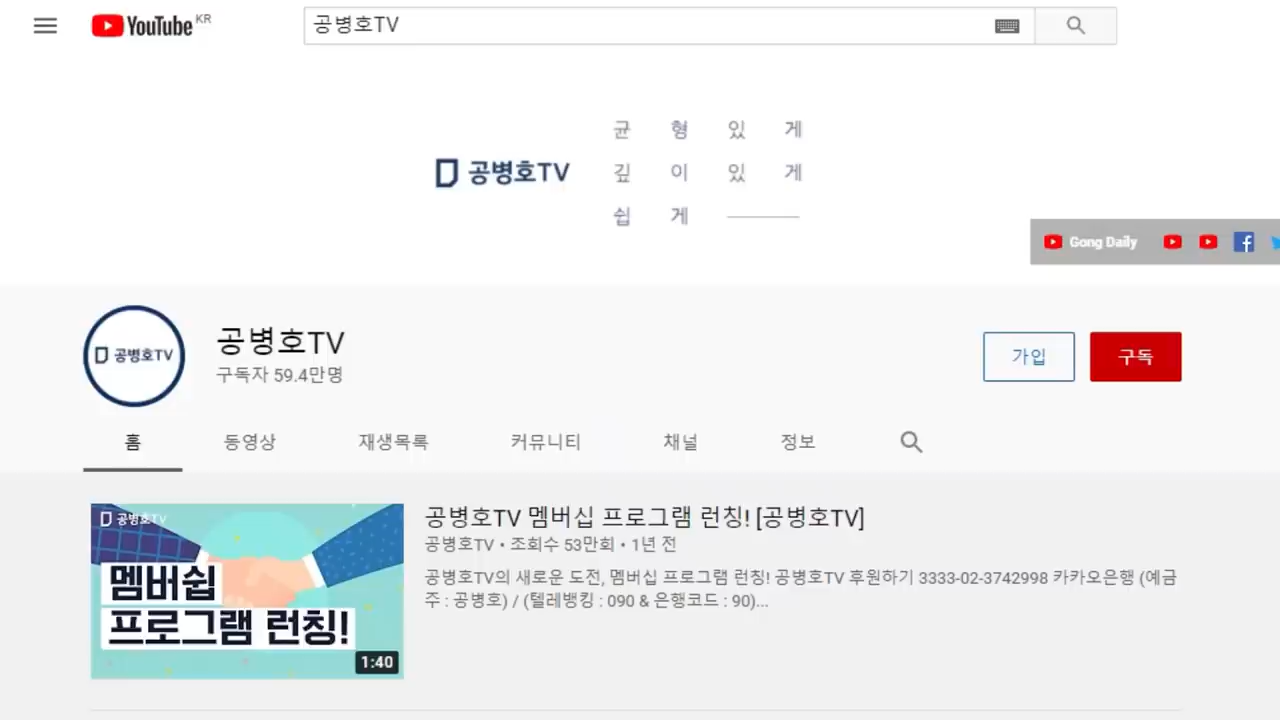 YouTube KR
공병호TV
균 형 있 게
공병호TV 깊 이 있 게
쉽 게
Gong Daily
공병호TV
공병호TV
구독자 59.4만명
가입
구독
홈 동영상 재생목록 커뮤니티 채널 정보
공병호TV
멤버쉽
프로그램 런칭!
1:40
공병호TV 멤버십 프로그램 런칭! [공병호TV]
공병호TV • 조회수 53만회 • 1년 전
공병호TV의 새로운 도전, 멤버십 프로그램 런칭! 공병호TV 후원하기 3333-02-3742998 카카오은행 (예금
주 : 공병호) / (텔레뱅킹 : 090 & 은행코드 : 90)...